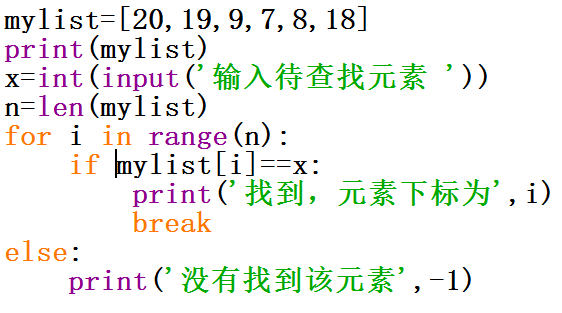 mylist=[20,19,9,7,8,18]
print(mylist)
x=int(input('输入待查找元素 '))
n=len(mylist)
for i in range(n):
    if mylist[i]==x:
        print('找到，元素下标为',i)
        break
else:
    print('没有找到该元素',-1)